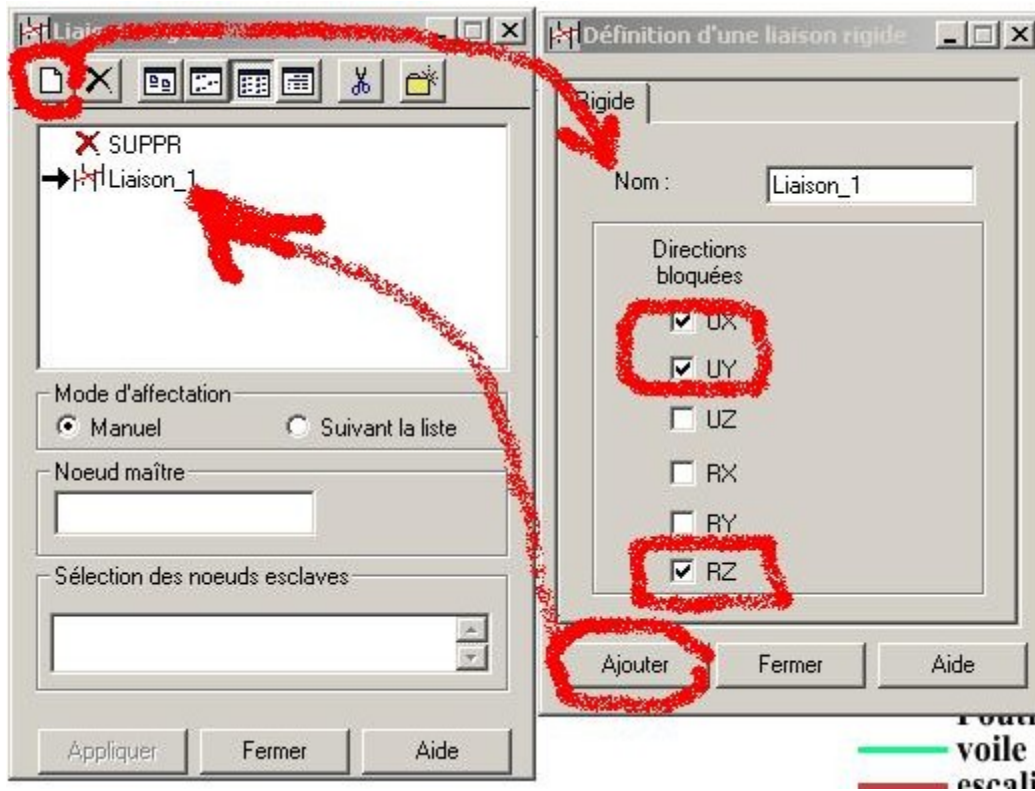 Définition d'une liaison rigide
SUPPR
Liaison_1
Mode d'affectation
Manuel
Suivant la liste
Noeud maître
Sélection des noeuds esclaves
Appliquer
Fermer
Aide
Rigide
Nom :
Liaison_1
Directions
bloquées
UX
UY
UZ
RX
RY
RZ
Ajouter
Fermer
Aide
voile